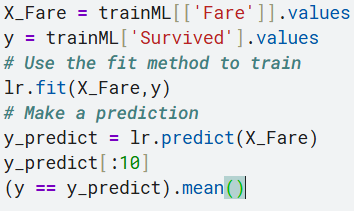 X_Fare = trainML[['Fare']].values
y = trainML['Survived'].values
# Use the fit method to train
lr.fit(X_Fare,y)
# Make a prediction
y_predict = lr.predict(X_Fare)
y_predict[:10]
(y == y_predict).mean()